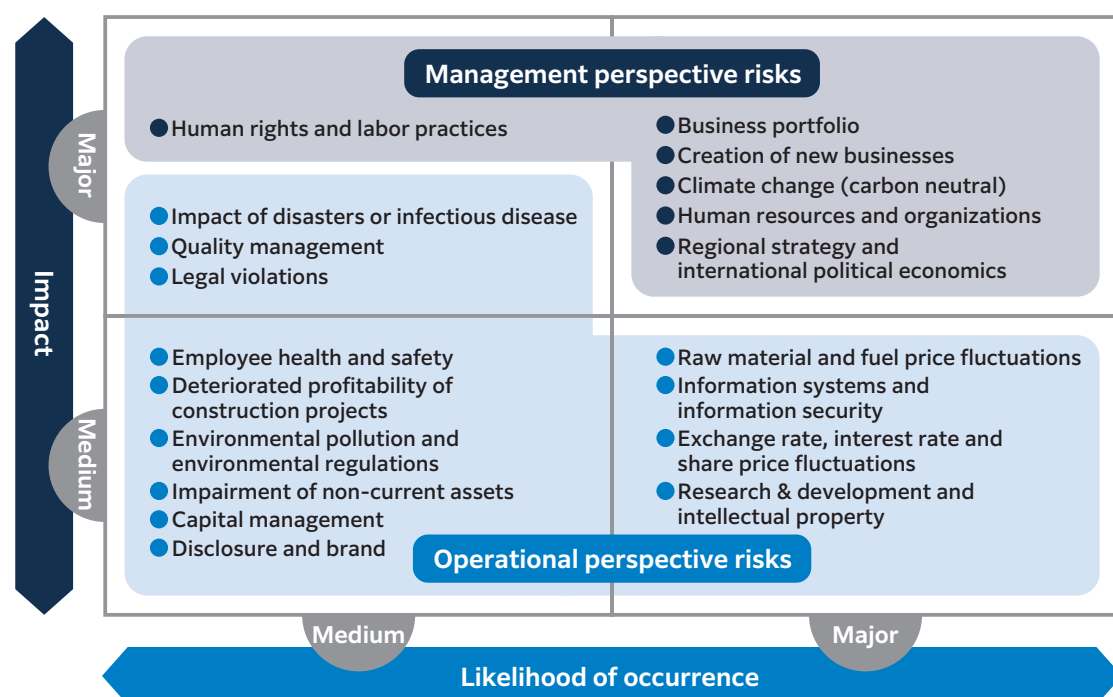 Management perspective risks
Major
Human rights and labor practices
Impact of disasters or infectious disease
Quality management
Legal violations
Business portfolio
Creation of new businesses
Climate change (carbon neutral)
Human resources and organizations
Regional strategy and
international political economics
Impact
Medium
Employee health and safety
Deteriorated profitability of
construction projects
Environmental pollution and
environmental regulations
Impairment of non-current assets
Capital management
Disclosure and brand
Raw material and fuel price fluctuations
Information systems and
information security
Exchange rate, interest rate and
share price fluctuations
Research & development and
intellectual property
Operational perspective risks
Medium
Major
Likelihood of occurrence